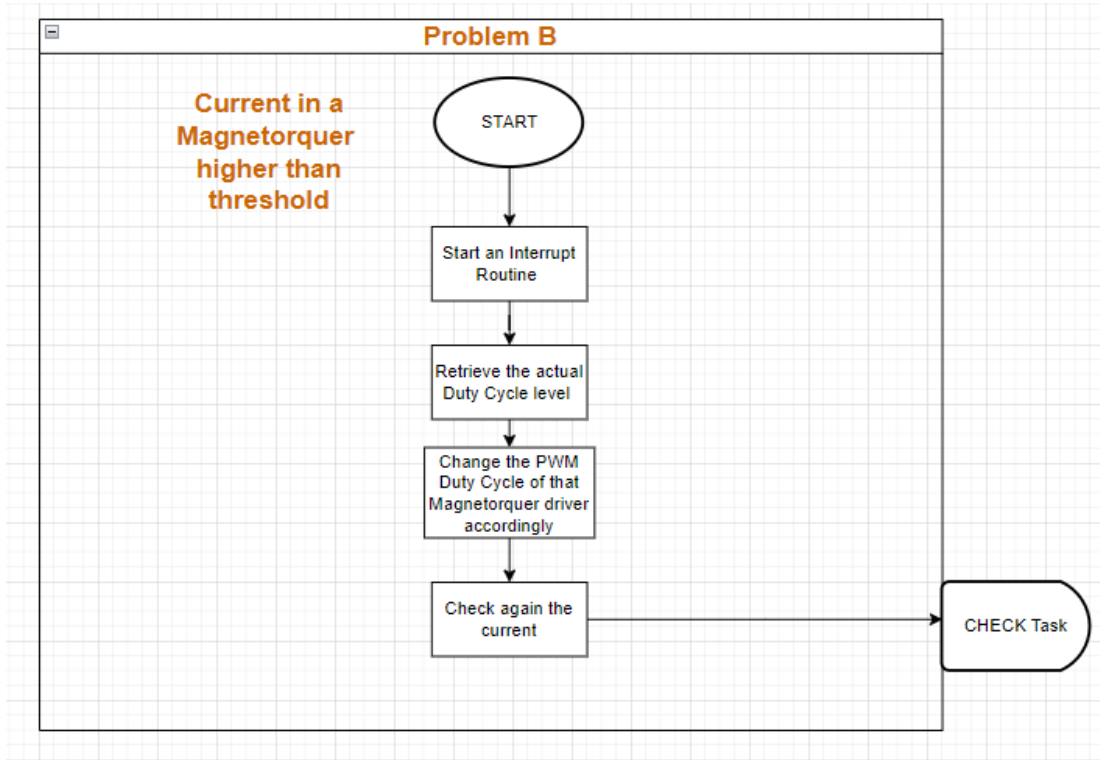 Problem B
Current in a
Magnetorquer
higher than
threshold
START
Start an Interrupt
Routine
Retrieve the actual
Duty Cycle level
Change the PWM
Duty Cycle of that
Magnetorquer driver
accordingly
Check again the
current
CHECK Task